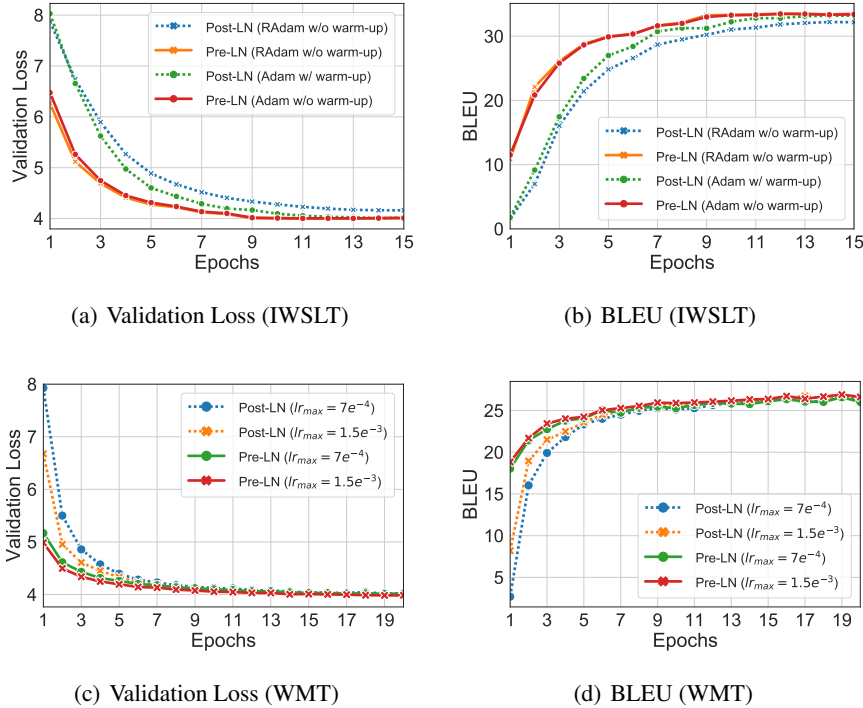 8
7
6
5
4
Validation Loss
Post-LN (RAdam w/o warm-up)
Pre-LN (RAdam w/o warm-up)
Post-LN (Adam w/ warm-up)
Pre-LN (Adam w/o warm-up)
1 3 5 7 9 11 13 15
Epochs
(a) Validation Loss (IWSLT)
30
20
10
0
BLEU
Post-LN (RAdam w/o warm-up)
Pre-LN (RAdam w/o warm-up)
Post-LN (Adam w/ warm-up)
Pre-LN (Adam w/o warm-up)
1 3 5 7 9 11 13 15
Epochs
(b) BLEU (IWSLT)
8
7
6
5
4
Validation Loss
Post-LN (lr_max = 7e⁻⁴)
Post-LN (lr_max = 1.5e⁻³)
Pre-LN (lr_max = 7e⁻⁴)
Pre-LN (lr_max = 1.5e⁻³)
1 3 5 7 9 11 13 15 17 19
Epochs
(c) Validation Loss (WMT)
25
20
15
10
5
BLEU
Post-LN (lr_max = 7e⁻⁴)
Post-LN (lr_max = 1.5e⁻³)
Pre-LN (lr_max = 7e⁻⁴)
Pre-LN (lr_max = 1.5e⁻³)
1 3 5 7 9 11 13 15 17 19
Epochs
(d) BLEU (WMT)